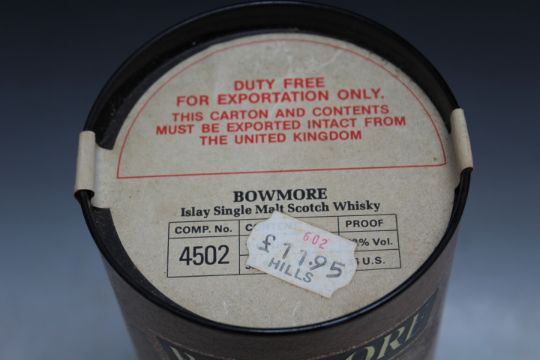 DUTY FREE
FOR EXPORTATION ONLY.
THIS CARTON AND CONTENTS
MUST BE EXPORTED INTACT FROM
THE UNITED KINGDOM
BOWMORE
Islay Single Malt Scotch Whisky
COMP. No. PROOF
4502 % Vol.
U.S.
602
£11.95
HILLS